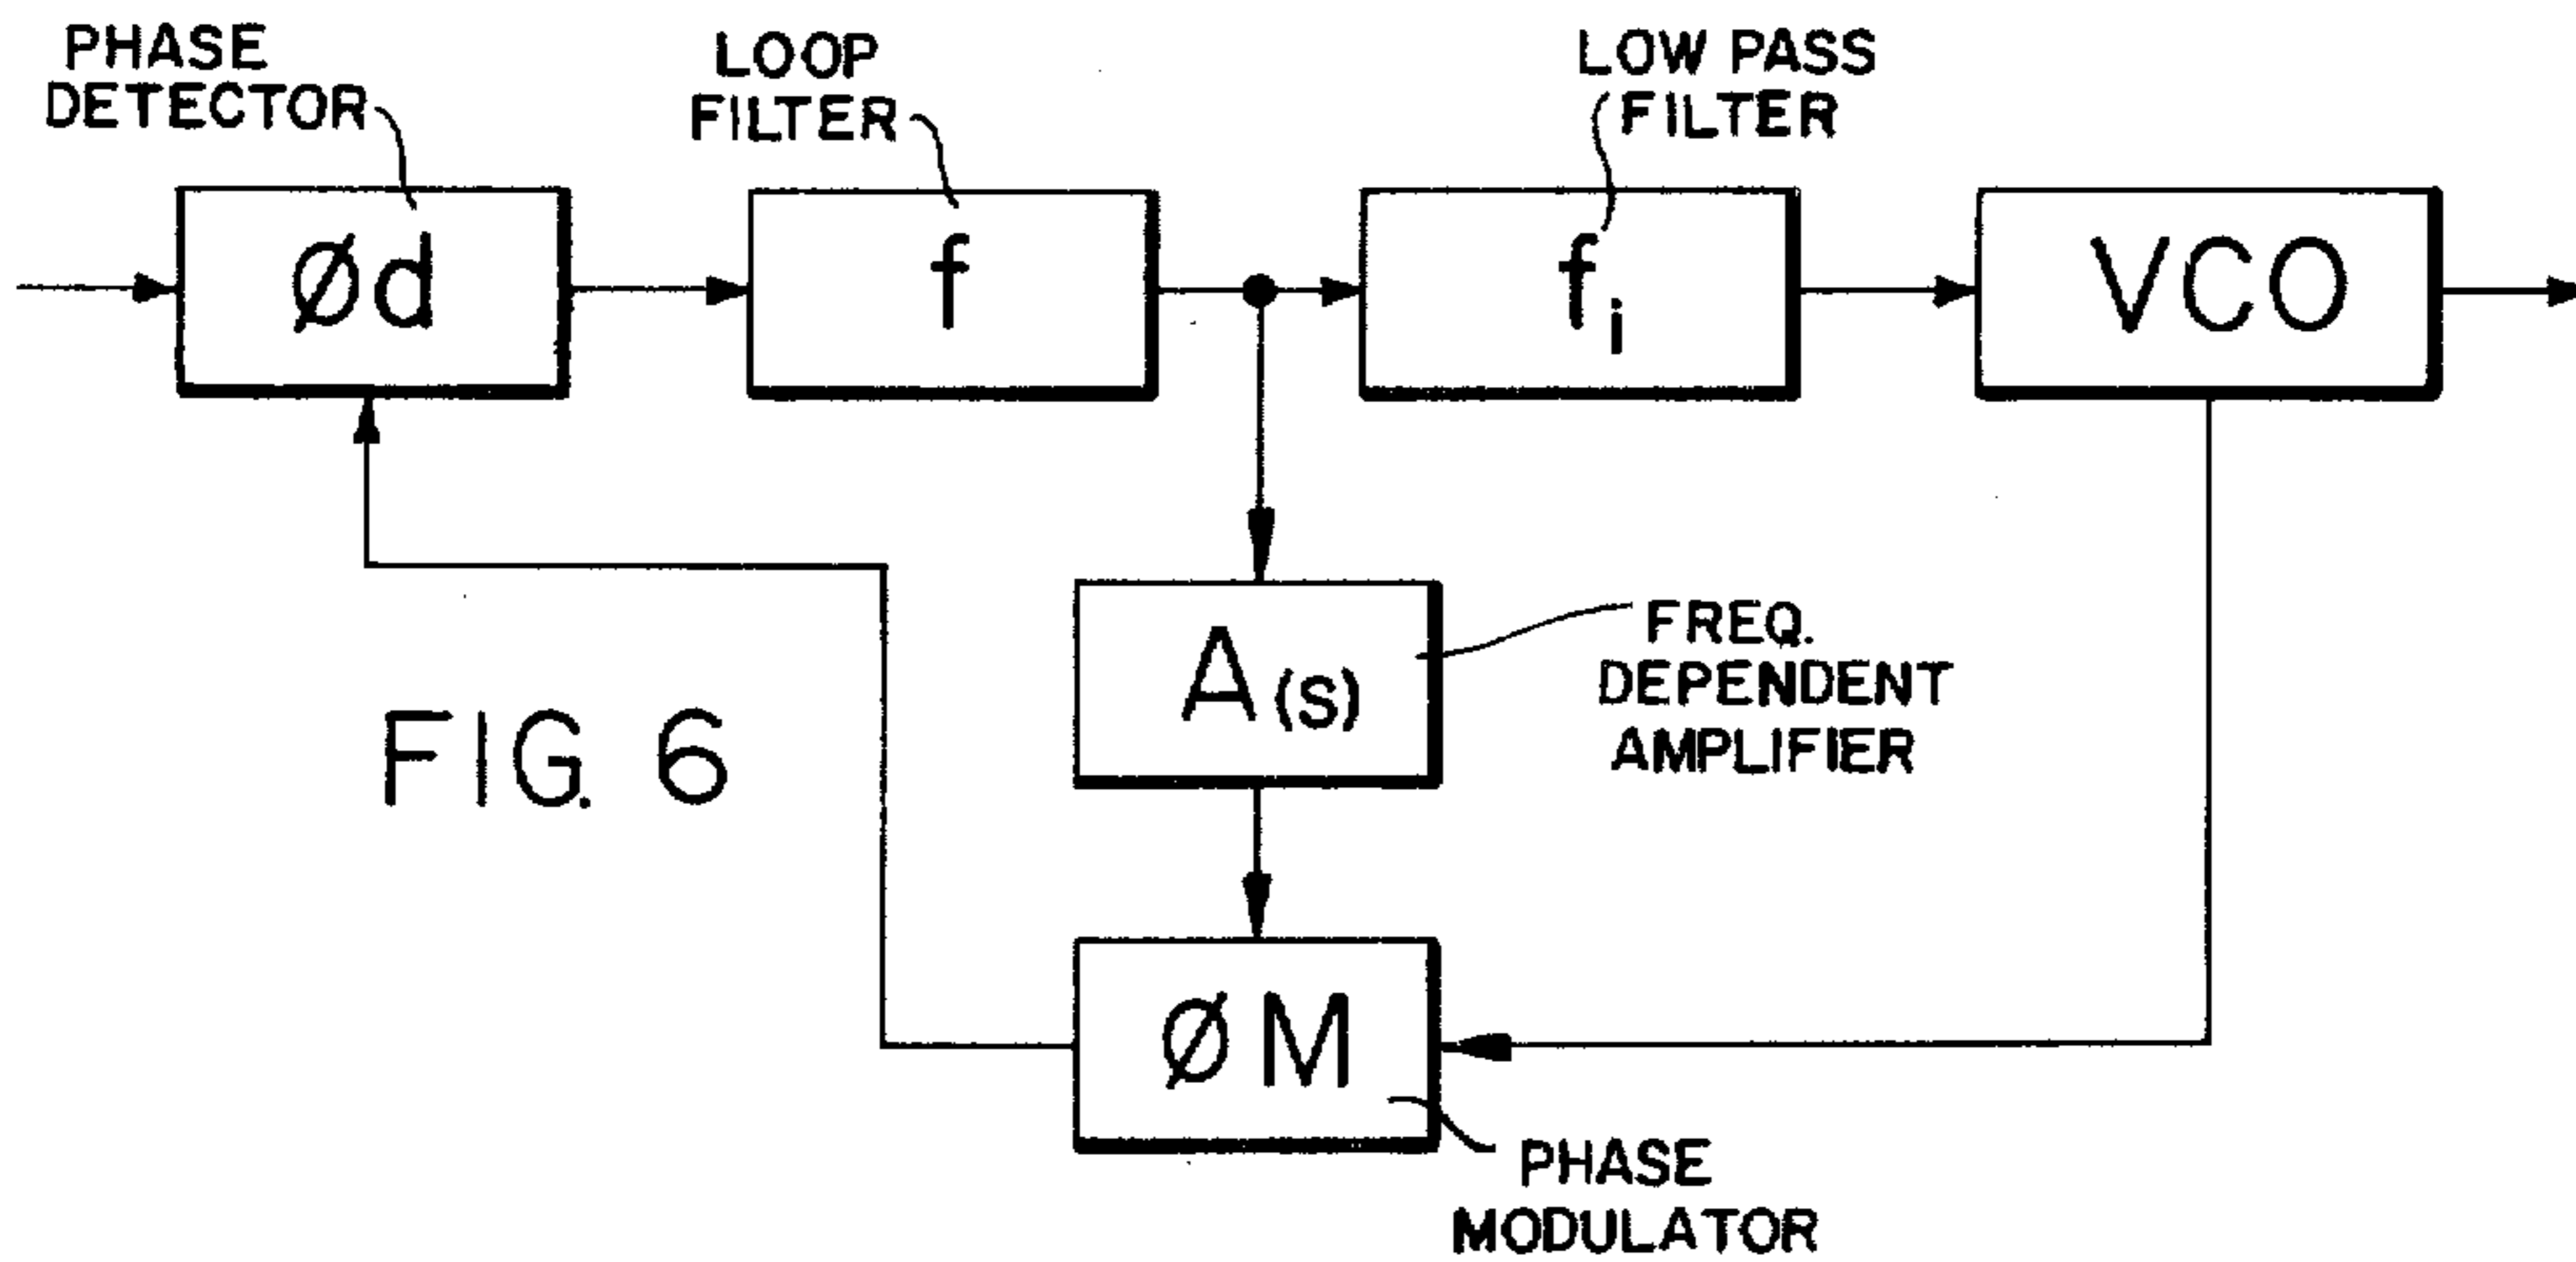 PHASE
DETECTOR
LOOP
FILTER
LOW PASS
FILTER
Ød
f
fi
VCO
A(S)
FREQ.
DEPENDENT
AMPLIFIER
FIG. 6
ØM
PHASE
MODULATOR